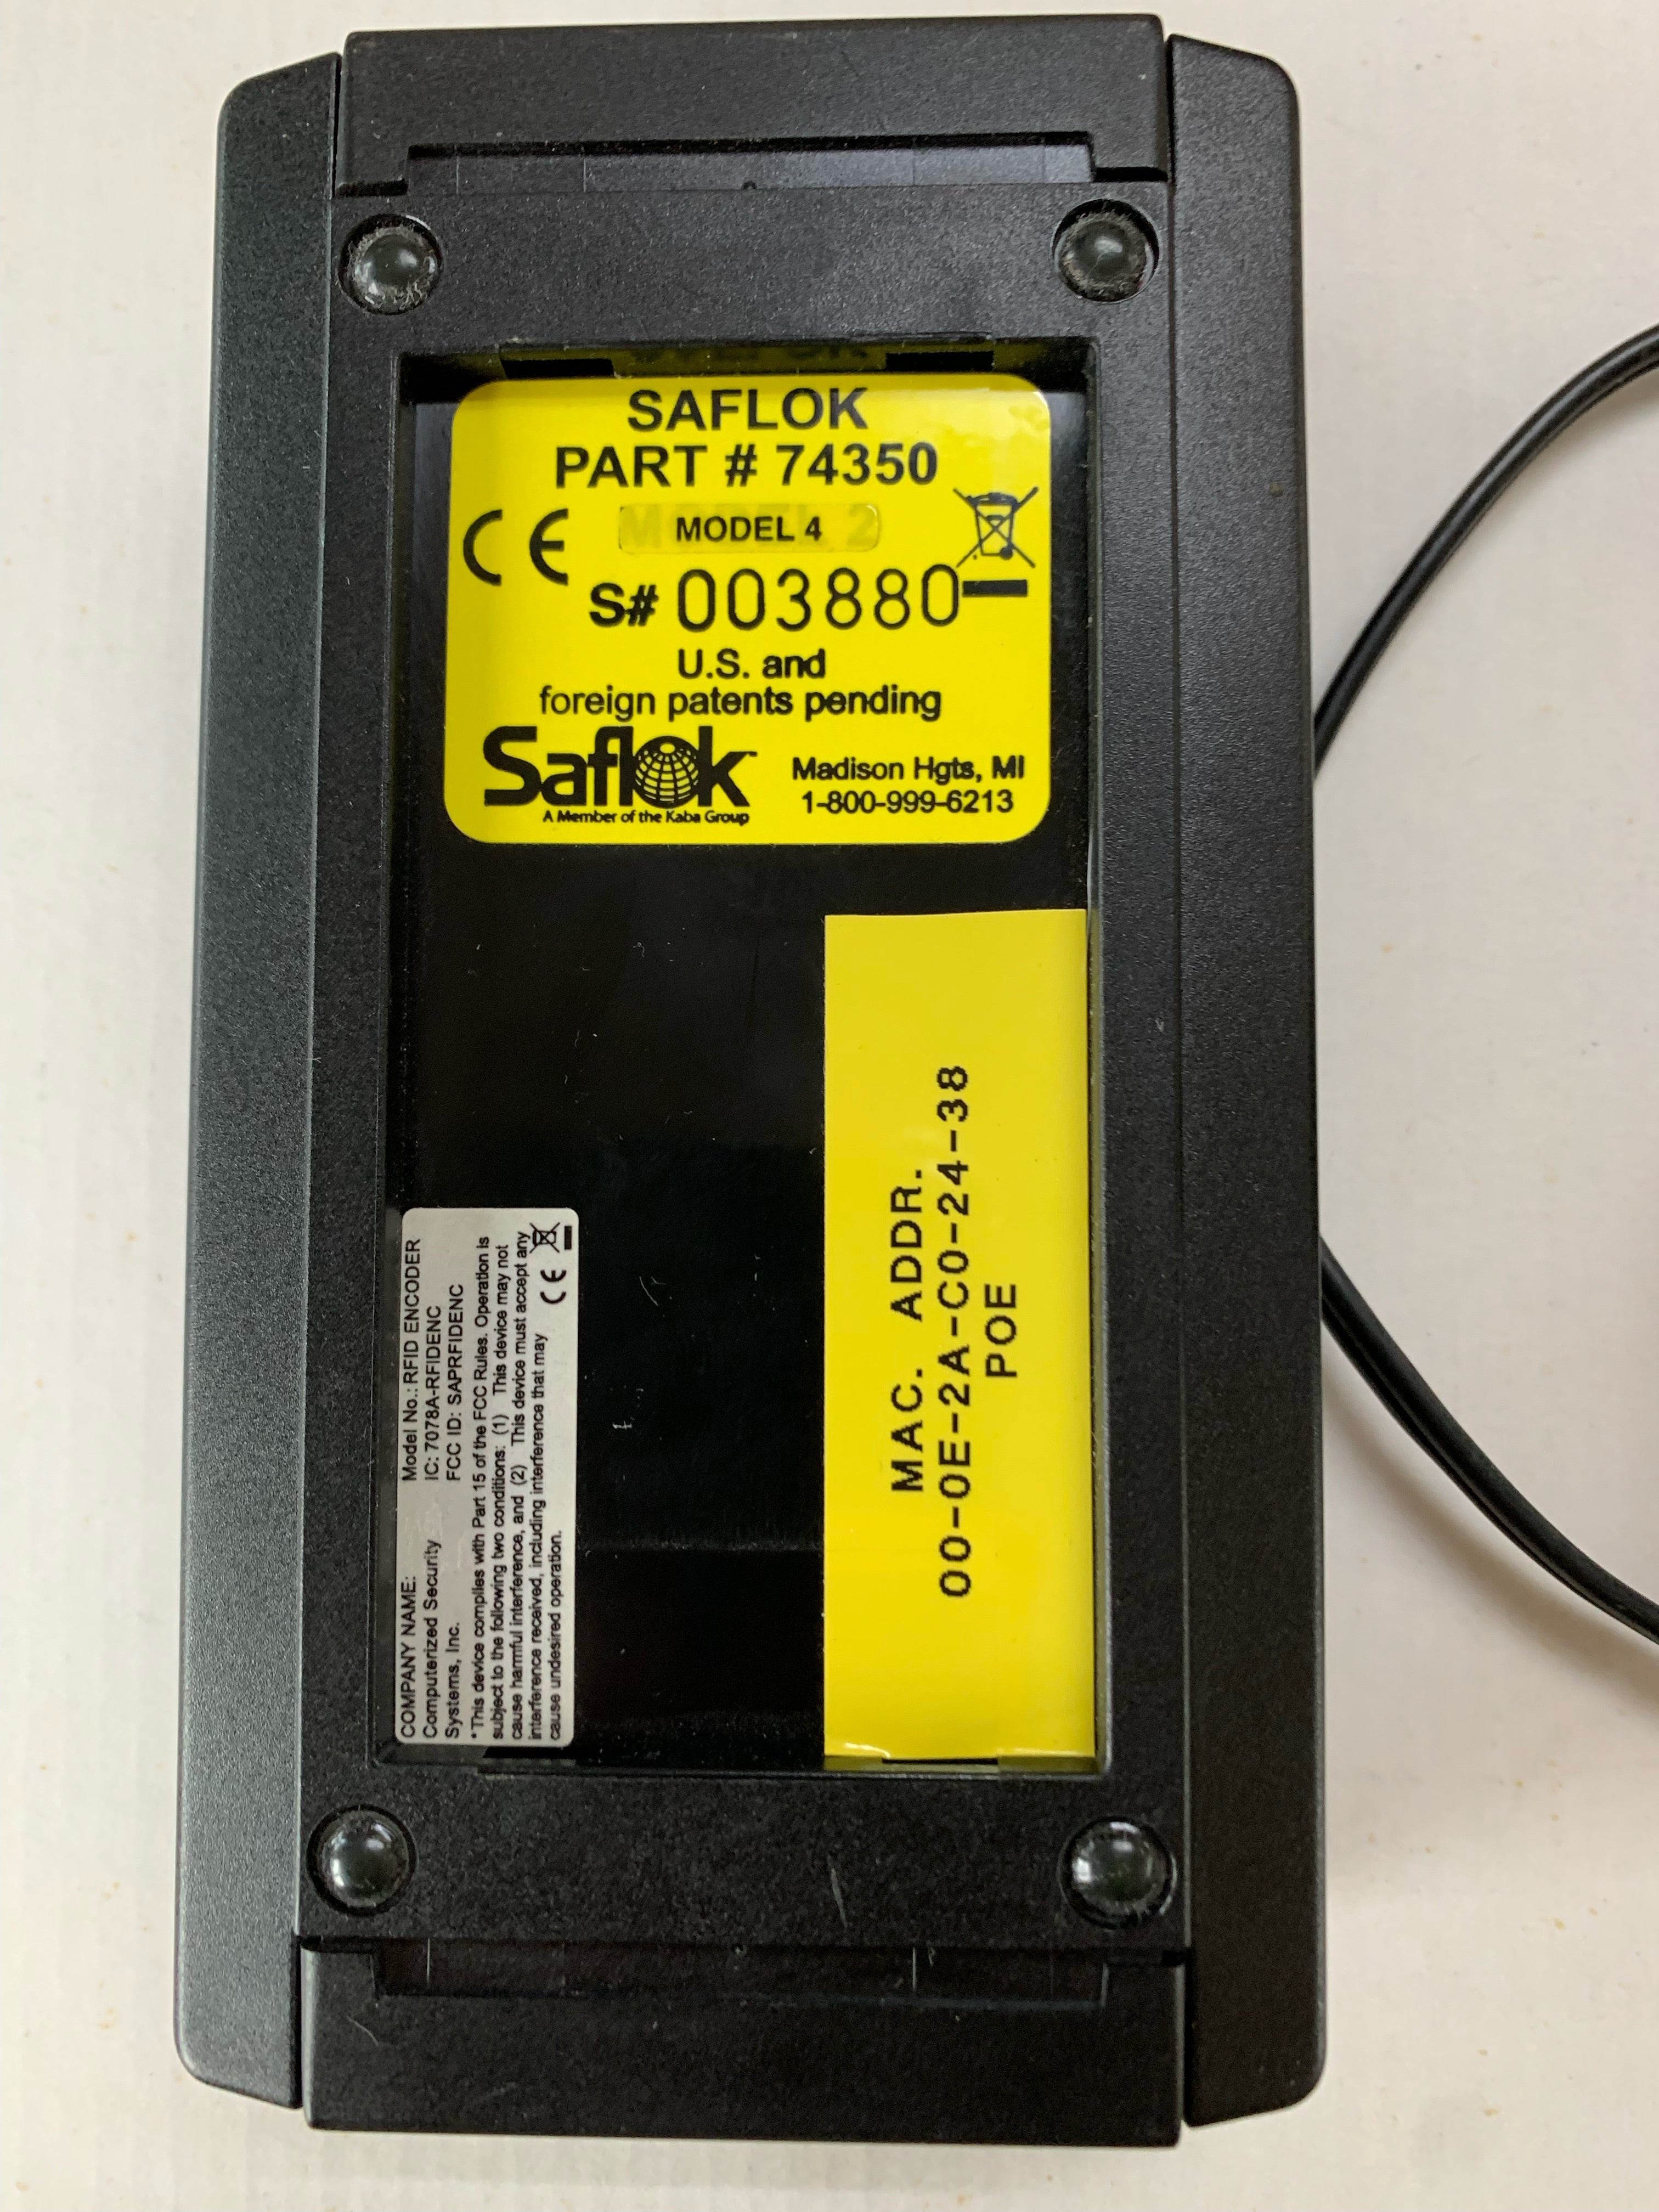 SAFLOK
PART # 74350
MODEL 4
S# 003880
U.S. and
foreign patents pending
Saflok™
A Member of the Kaba Group
Madison Hgts, MI
1-800-999-6213
MAC. ADDR.
00-0E-2A-C0-24-38
POE
COMPANY NAME: Model No.: RFID ENCODER
Computerized Security IC: 7078A-RFIDENC
Systems, Inc. FCC ID: SAPRFIDENC
*This device complies with Part 15 of the FCC Rules. Operation is
subject to the following two conditions: (1) This device may not
cause harmful interference, and (2) This device must accept any
interference received, including interference that may
cause undesired operation.
CE
CE